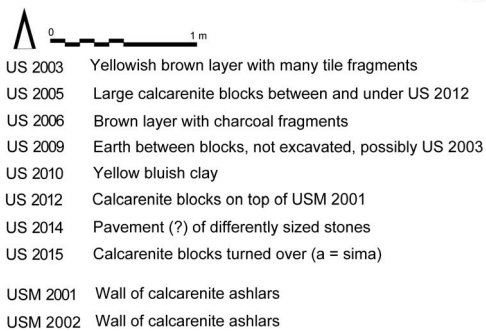 0 1 m
US 2003 Yellowish brown layer with many tile fragments
US 2005 Large calcarenite blocks between and under US 2012
US 2006 Brown layer with charcoal fragments
US 2009 Earth between blocks, not excavated, possibly US 2003
US 2010 Yellow bluish clay
US 2012 Calcarenite blocks on top of USM 2001
US 2014 Pavement (?) of differently sized stones
US 2015 Calcarenite blocks turned over (a = sima)
USM 2001 Wall of calcarenite ashlars
USM 2002 Wall of calcarenite ashlars